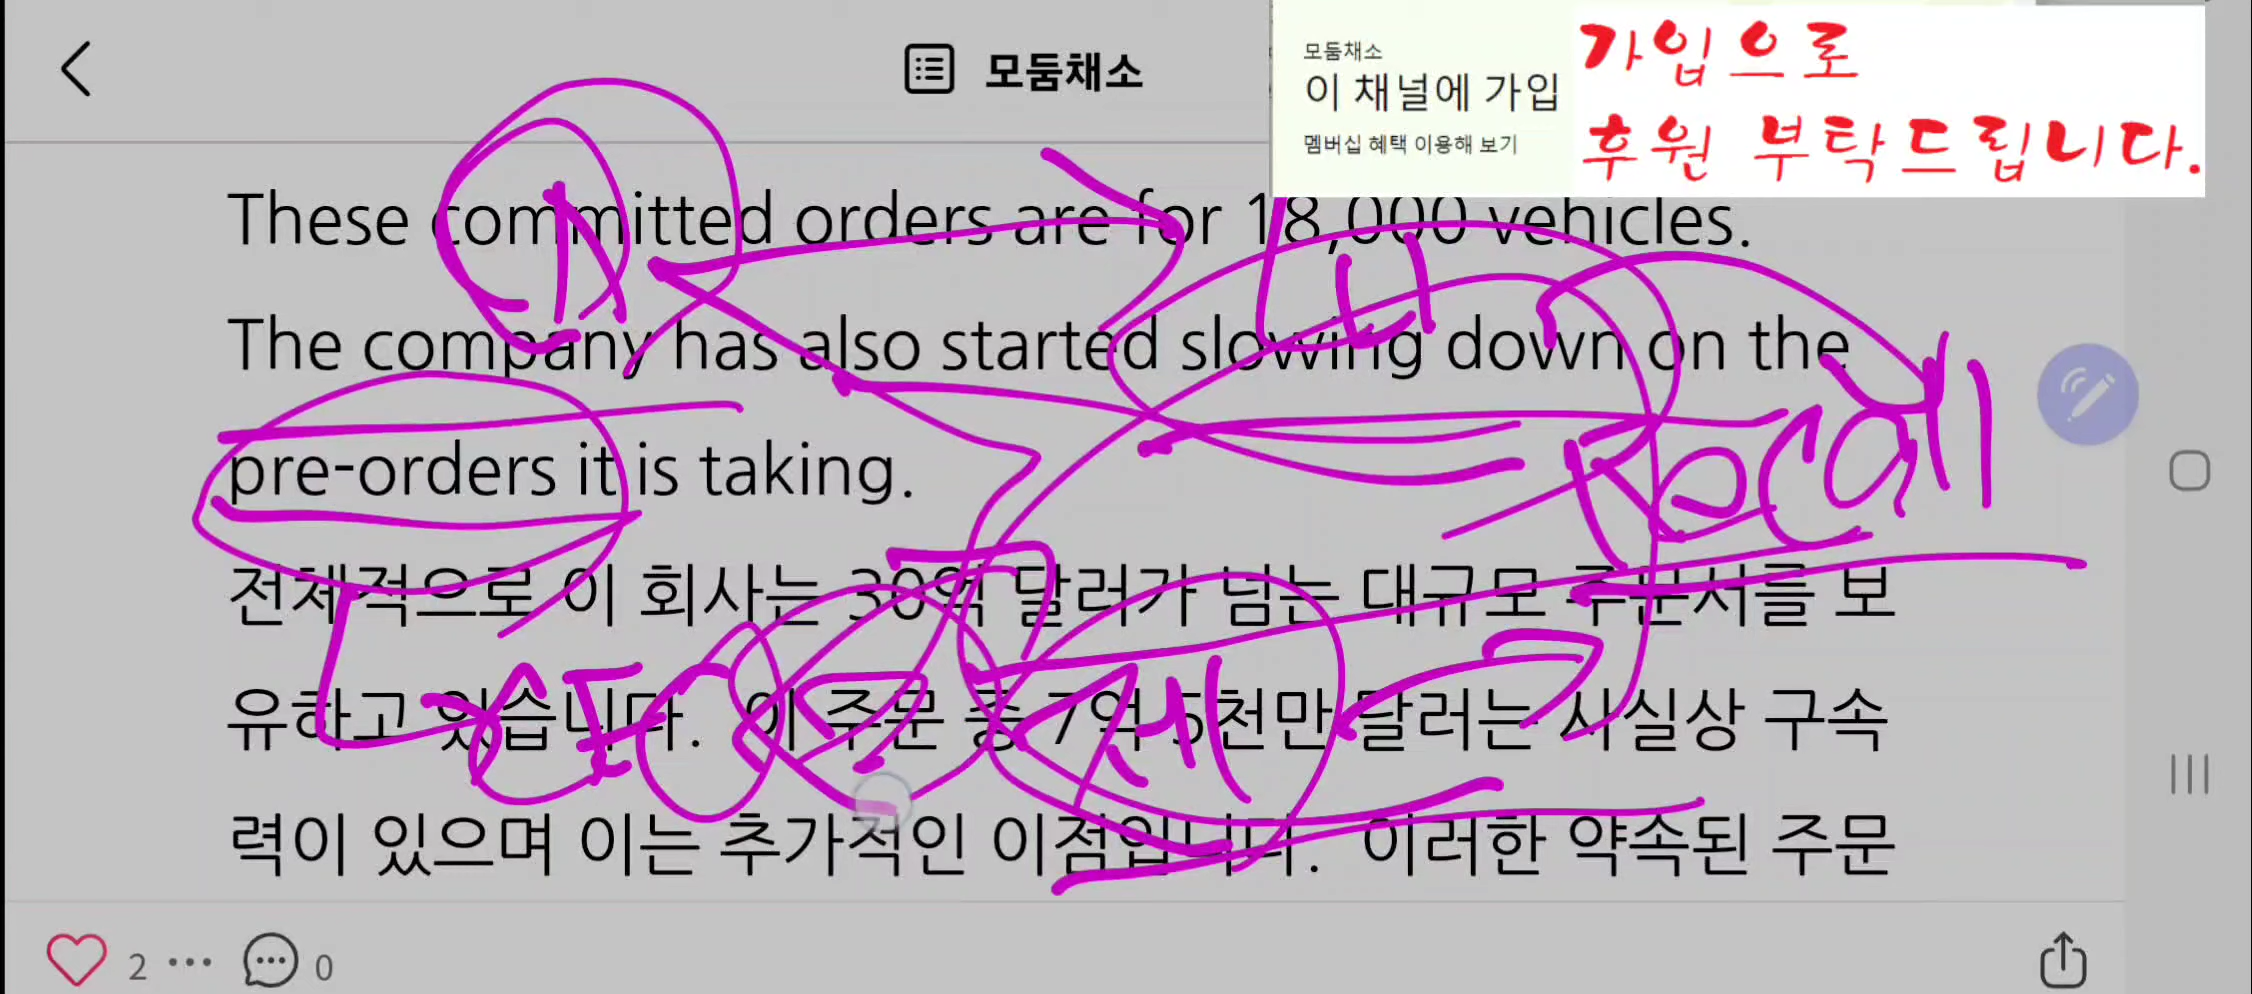 모둠채소
모둠채소
이 채널에 가입
멤버십 혜택 이용해 보기
가입으로
후원 부탁드립니다.
These committed orders are for 18,000 vehicles.
The company has also started slowing down on the
pre-orders it is taking.
Recall
전체적으로 이 회사는 30억 달러가 넘는 대규모 주문서를 보
유하고 있습니다. 이 주문 중 7억 5천만 달러는 사실상 구속
력이 있으며 이는 추가적인 이점입니다. 이러한 약속된 주문
2
0